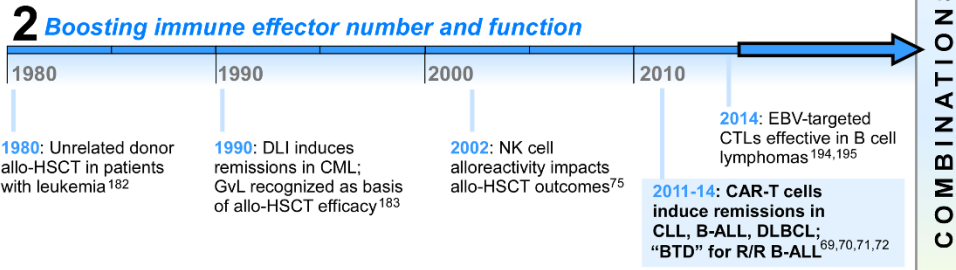 2 Boosting immune effector number and function
1980
1990
2000
2010
1980: Unrelated donor
allo-HSCT in patients
with leukemia182
1990: DLI induces
remissions in CML;
GvL recognized as basis
of allo-HSCT efficacy183
2002: NK cell
alloreactivity impacts
allo-HSCT outcomes75
2014: EBV-targeted
CTLs effective in B cell
lymphomas194,195
2011-14: CAR-T cells
induce remissions in
CLL, B-ALL, DLBCL;
“BTD” for R/R B-ALL69,70,71,72
COMBINATIONS